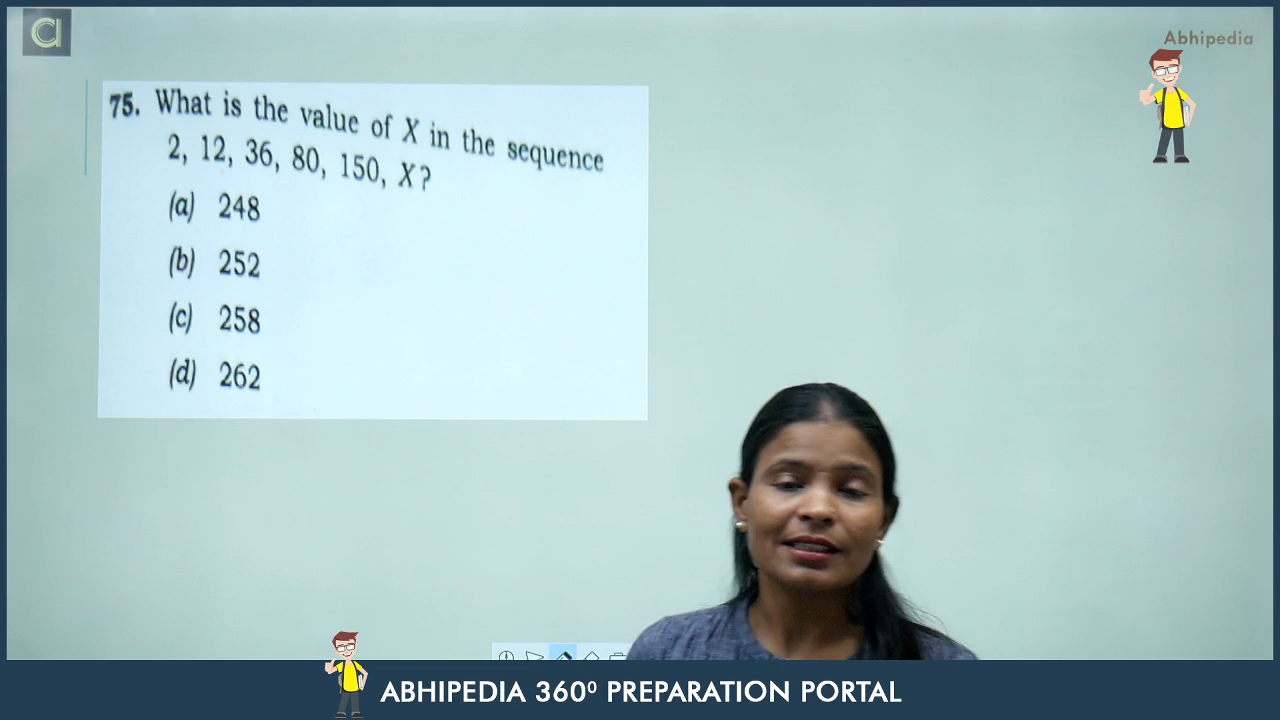 a
Abhipedia
75. What is the value of X in the sequence
2, 12, 36, 80, 150, X?
(a) 248
(b) 252
(c) 258
(d) 262
ABHIPEDIA 360⁰ PREPARATION PORTAL